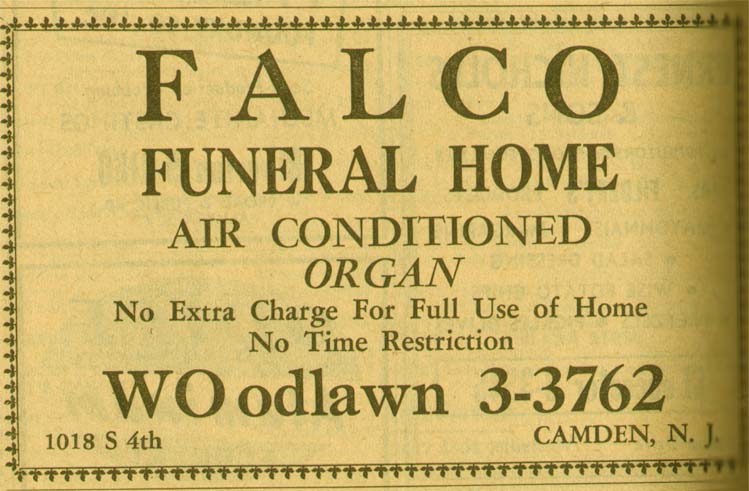 FALCO
FUNERAL HOME
AIR CONDITIONED
ORGAN
No Extra Charge For Full Use of Home
No Time Restriction
WOodlawn 3-3762
1018 S 4th CAMDEN, N. J.